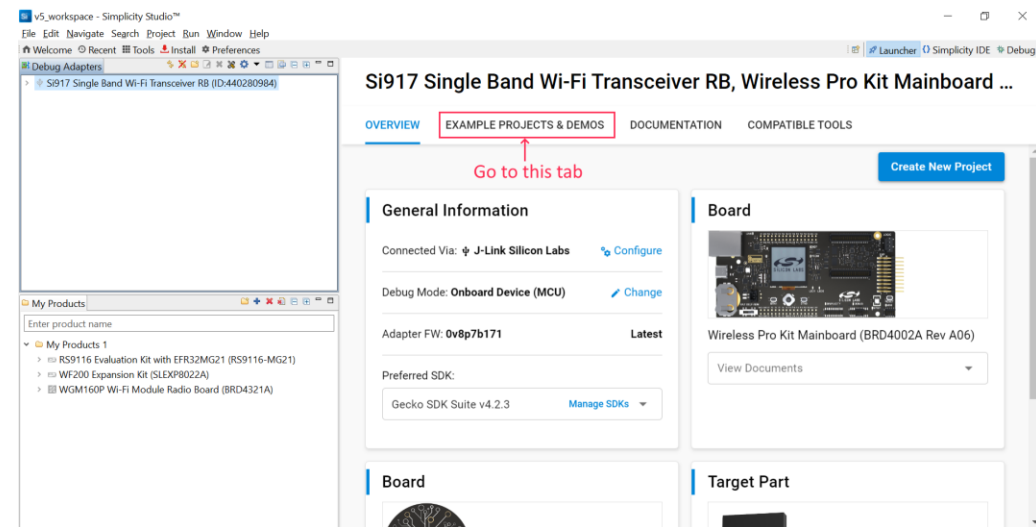 v5_workspace - Simplicity Studio™
File Edit Navigate Search Project Run Window Help
Welcome Recent Tools Install Preferences
Launcher Simplicity IDE Debug
Debug Adapters
Si917 Single Band Wi-Fi Transceiver RB (ID:440280984)
Si917 Single Band Wi-Fi Transceiver RB, Wireless Pro Kit Mainboard ...
OVERVIEW EXAMPLE PROJECTS & DEMOS DOCUMENTATION COMPATIBLE TOOLS
Go to this tab
Create New Project
General Information
Connected Via: J-Link Silicon Labs Configure
Debug Mode: Onboard Device (MCU) Change
Adapter FW: 0v8p7b171 Latest
Preferred SDK:
Gecko SDK Suite v4.2.3 Manage SDKs
Board
SILICON LABS
Wireless Pro Kit Mainboard (BRD4002A Rev A06)
View Documents
My Products
Enter product name
My Products 1
RS9116 Evaluation Kit with EFR32MG21 (RS9116-MG21)
WF200 Expansion Kit (SLEXP8022A)
WGM160P Wi-Fi Module Radio Board (BRD4321A)
Board
Target Part